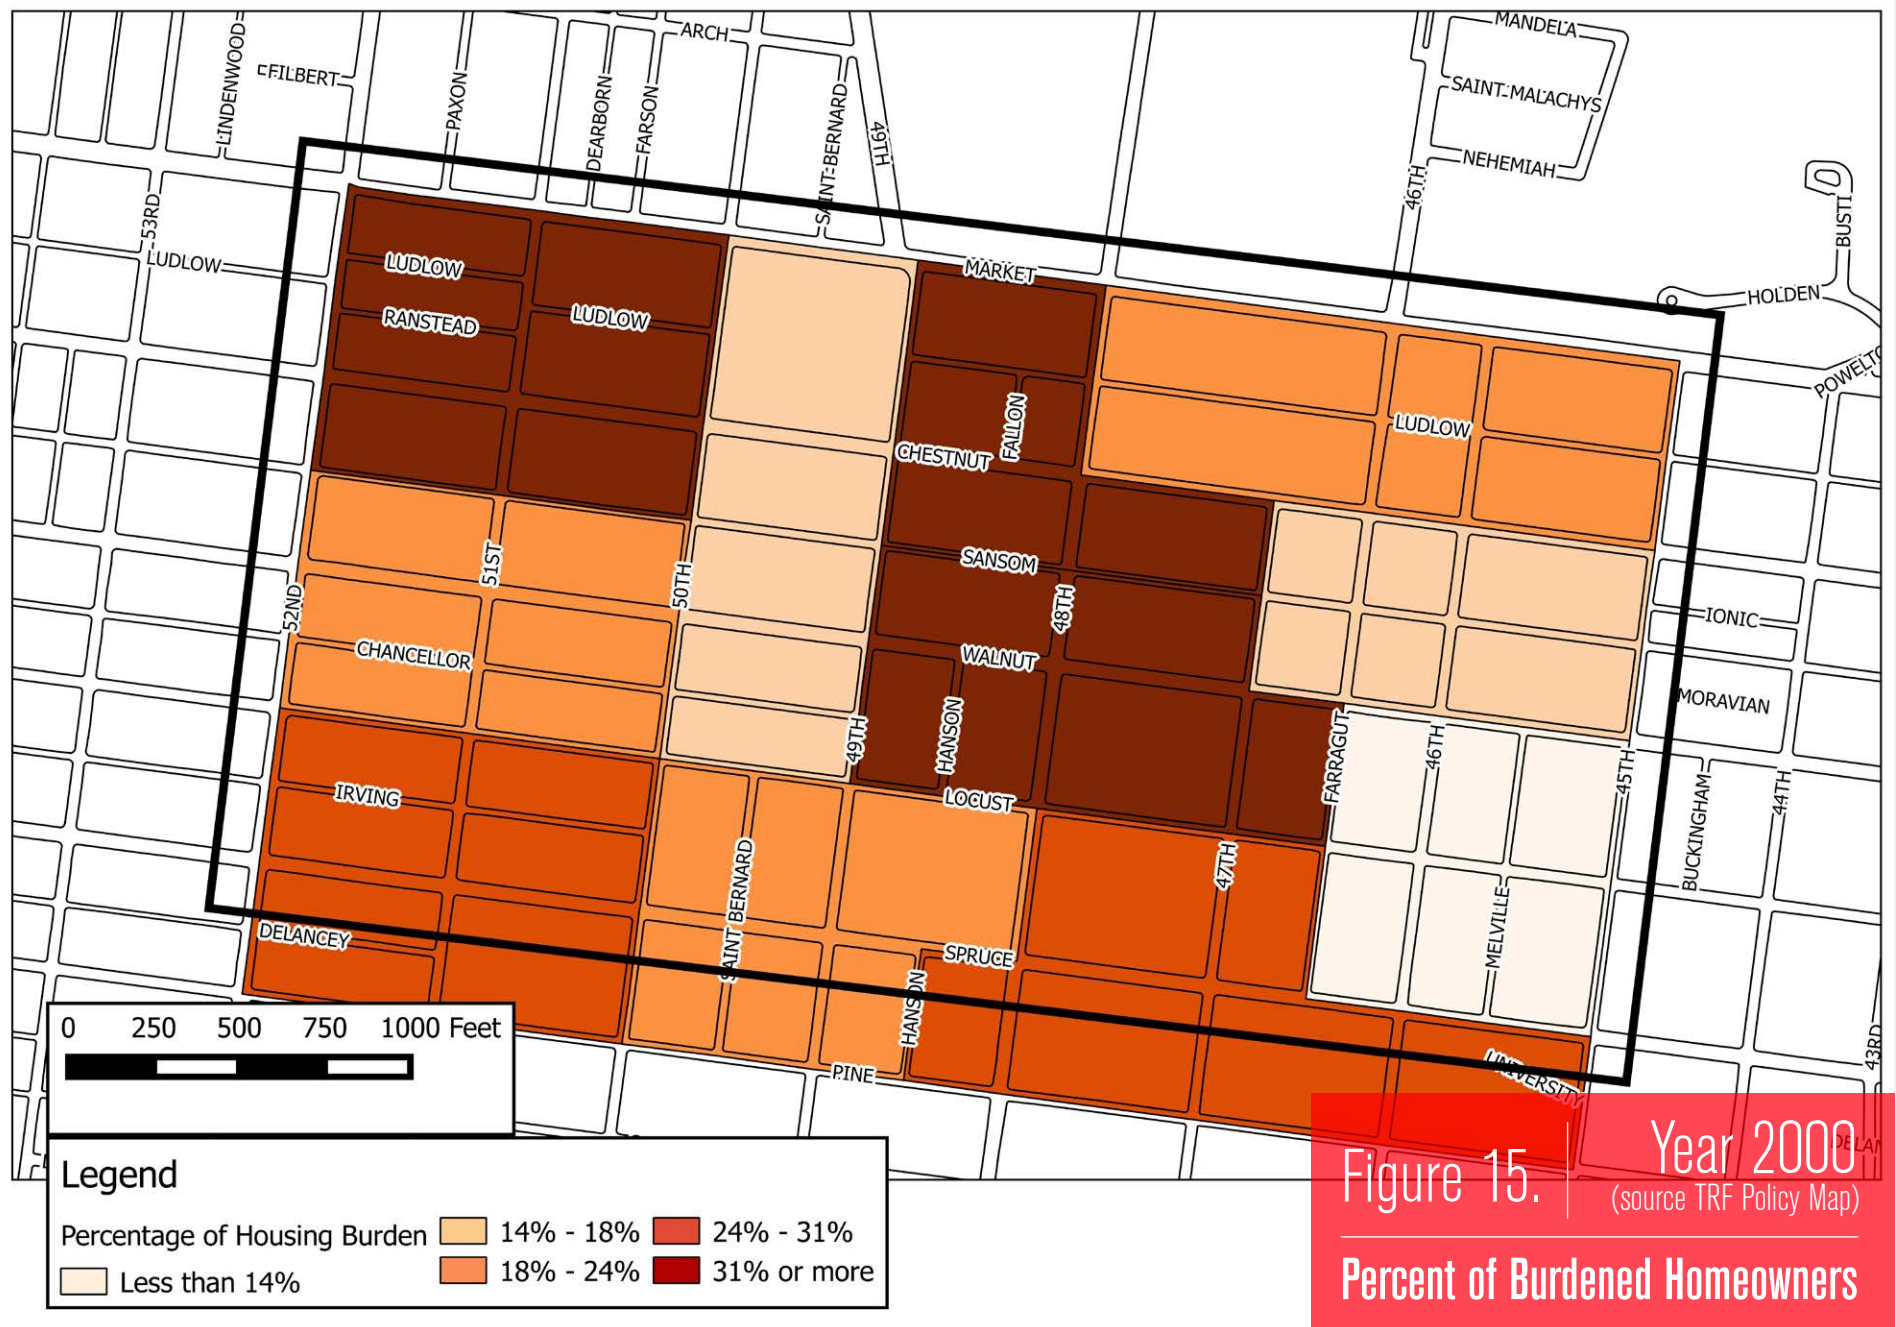 MANDELA
ARCH
LINDENWOOD
FILBERT
PAXON
DEARBORN
FARSON
SAINT-BERNARD
49TH
SAINT-MALACHYS
NEHEMIAH
46TH
BUSTI
53RD
LUDLOW
HOLDEN
MARKET
LUDLOW
RANSTEAD
LUDLOW
FALLON
CHESTNUT
LUDLOW
51ST
50TH
52ND
SANSOM
48TH
IONIC
CHANCELLOR
WALNUT
MORAVIAN
HANSON
49TH
FARRAGUT
46TH
45TH
BUCKINGHAM
44TH
IRVING
LOCUST
SAINT BERNARD
47TH
MELVILLE
DELANCEY
SPRUCE
HANSON
PINE
UNIVERSITY
43RD
0 250 500 750 1000 Feet
Legend
Percentage of Housing Burden
Less than 14%
14% - 18%
18% - 24%
24% - 31%
31% or more
Figure 15.
Year 2000
(source TRF Policy Map)
Percent of Burdened Homeowners